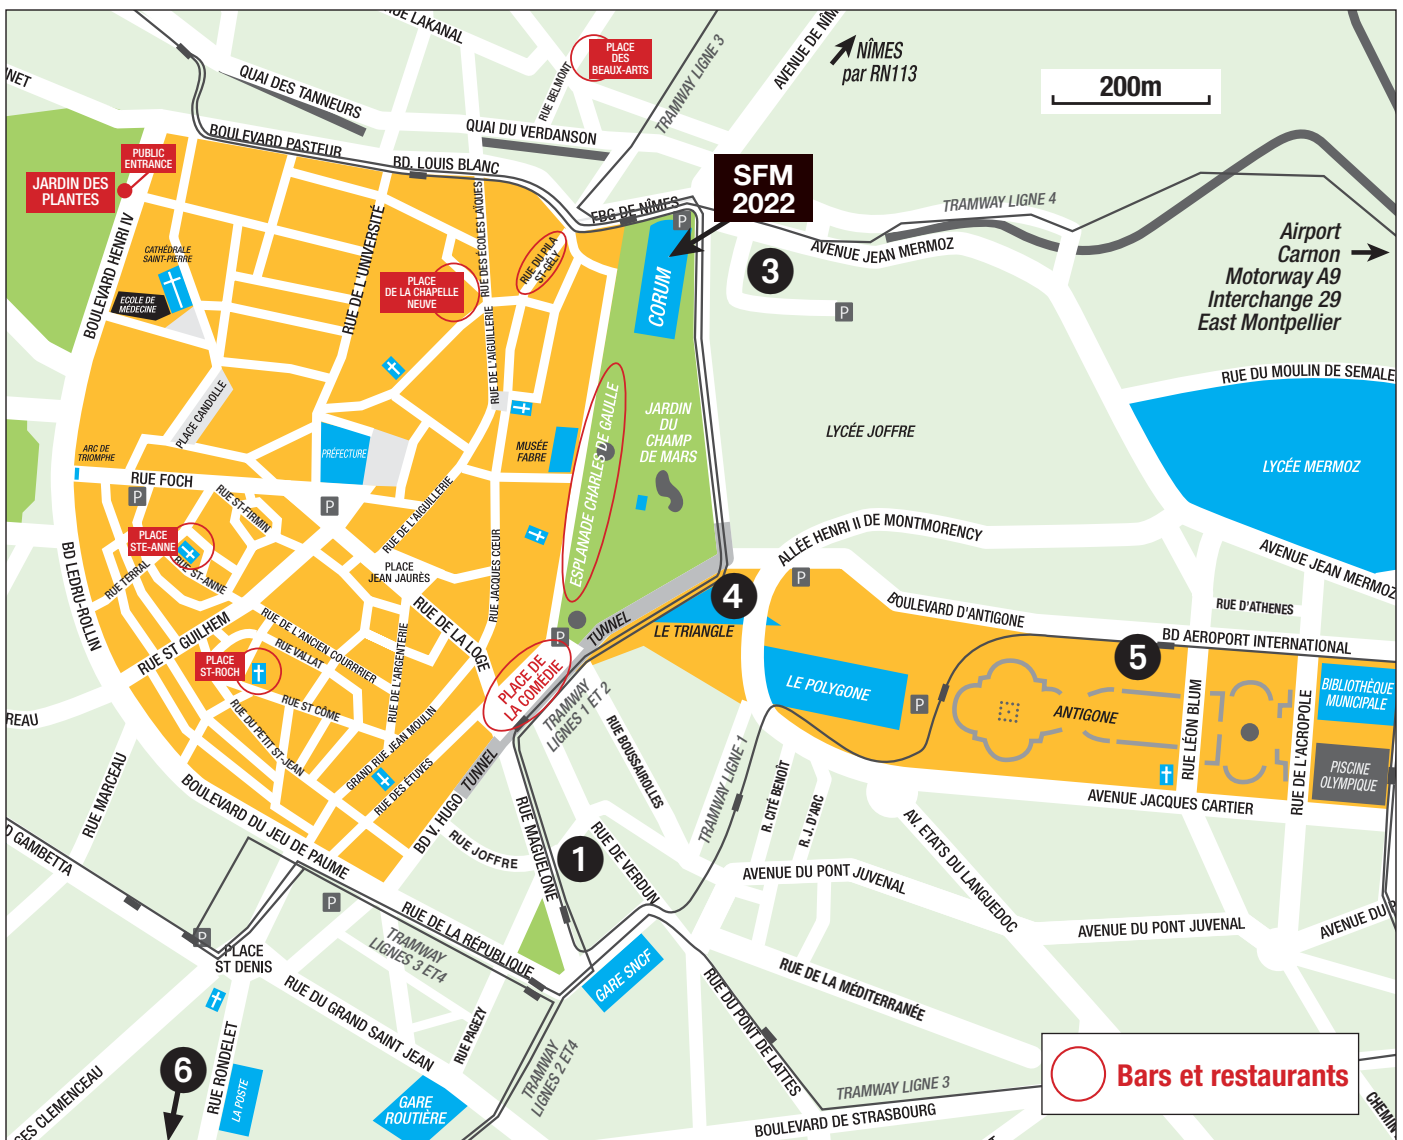 RUE LAKANAL
PLACE
DES
BEAUX-ARTS
TRAMWAY LIGNE 3
NÎMES
par RN113
200m
QUAI DES TANNEURS
RUE BELMONT
QUAI DU VERDANSON
BOULEVARD PASTEUR
BD. LOUIS BLANC
PUBLIC
ENTRANCE
JARDIN DES
PLANTES
SFM
2022
FBG DE NÎMES
P
TRAMWAY LIGNE 4
AVENUE JEAN MERMOZ
Airport
Carnon
Motorway A9
Interchange 29
East Montpellier
BOULEVARD HENRI IV
CATHÉDRALE
SAINT-PIERRE
ECOLE DE
MÉDECINE
RUE DE L'UNIVERSITÉ
RUE DES ÉCOLES LAÏQUES
RUE DU PILA
ST-GÉLY
PLACE
DE LA CHAPELLE
NEUVE
CORUM
3
P
RUE DE L'AIGUILLERIE
RUE DU MOULIN DE SEMALE
PLACE CANDOLLE
ESPLANADE CHARLES DE GAULLE
JARDIN
DU
CHAMP
DE MARS
LYCÉE JOFFRE
LYCÉE MERMOZ
ARC DE
TRIOMPHE
PRÉFECTURE
MUSÉE
FABRE
RUE FOCH
P
P
RUE ST-FIRMIN
RUE DE L'AIGUILLERIE
PLACE
STE-ANNE
RUE TERRAL
RUE ST-ANNE
PLACE
JEAN JAURÈS
RUE JACQUES CŒUR
ALLÉE HENRI II DE MONTMORENCY
AVENUE JEAN MERMOZ
BD LEDRU-ROLLIN
P
4
BOULEVARD D'ANTIGONE
RUE D'ATHENES
RUE ST GUILHEM
RUE DE L'ANCIEN COURRRIER
RUE VALLAT
RUE DE L'ARGENTERIE
RUE DE LA LOGE
P
TUNNEL
LE TRIANGLE
BD AEROPORT INTERNATIONAL
5
PLACE
ST-ROCH
RUE ST CÔME
PLACE DE
LA COMÉDIE
LE POLYGONE
P
ANTIGONE
RUE LÉON BLUM
BIBLIOTHÈQUE
MUNICIPALE
RUE DE L'ACROPOLE
PISCINE
OLYMPIQUE
RUE DU PETIT ST-JEAN
GRAND RUE JEAN MOULIN
RUE DES ÉTUVES
TUNNEL
BD V. HUGO
TRAMWAY
LIGNES 1 ET 2
RUE BOUSSAIROLLES
TRAMWAY LIGNE 1
R. CITÉ BENOÎT
R. J. D'ARC
AVENUE JACQUES CARTIER
RUE MARCEAU
BOULEVARD DU JEU DE PAUME
RUE JOFFRE
RUE MAGUELONE
1
RUE DE VERDUN
AV. ETATS DU LANGUEDOC
AVENUE DU PONT JUVENAL
AVENUE DU PONT JUVENAL
P
P
PLACE
ST DENIS
RUE DE LA RÉPUBLIQUE
TRAMWAY
LIGNES 3 ET4
GARE SNCF
RUE DE LA MÉDITERRANÉE
RUE DU GRAND SAINT JEAN
RUE PAGEZY
RUE DU PONT DE LATTES
Bars et restaurants
6
RUE RONDELET
LA POSTE
GARE
ROUTIÈRE
TRAMWAY
LIGNES 2 ET4
TRAMWAY LIGNE 3
BOULEVARD DE STRASBOURG